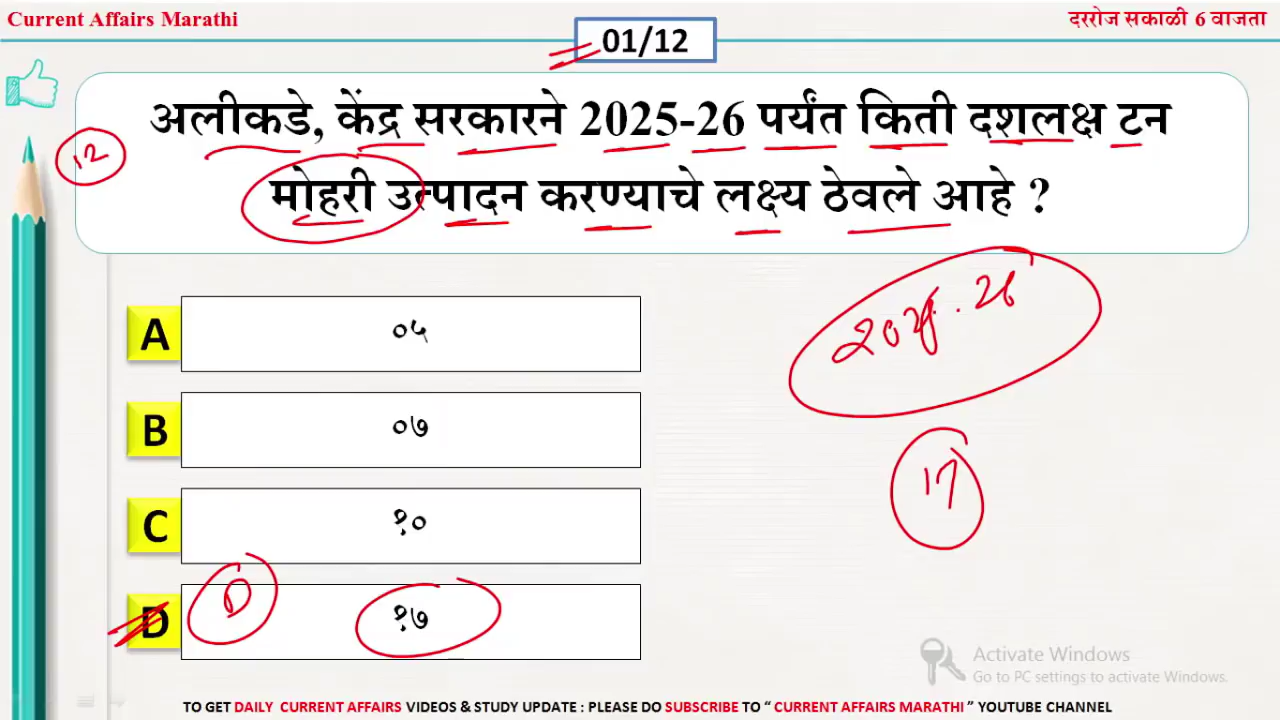 Current Affairs Marathi
दररोज सकाळी 6 वाजता
01/12
अलीकडे, केंद्र सरकारने 2025-26 पर्यंत किती दशलक्ष टन
12
मोहरी उत्पादन करण्याचे लक्ष्य ठेवले आहे ?
A
०५
B
०७
C
१०
D
D
१७
17
Activate Windows
Go to PC settings to activate Windows.
TO GET DAILY CURRENT AFFAIRS VIDEOS & STUDY UPDATE : PLEASE DO SUBSCRIBE TO “ CURRENT AFFAIRS MARATHI ” YOUTUBE CHANNEL